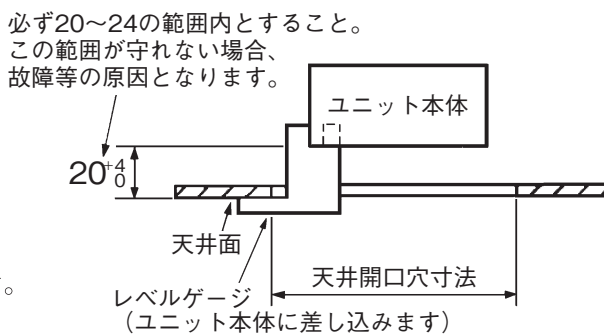 必ず20〜24の範囲内とすること。
この範囲が守れない場合、
故障等の原因となります。
ユニット本体
20 +4 0
天井面
天井開口穴寸法
レベルゲージ
（ユニット本体に差し込みます）
。